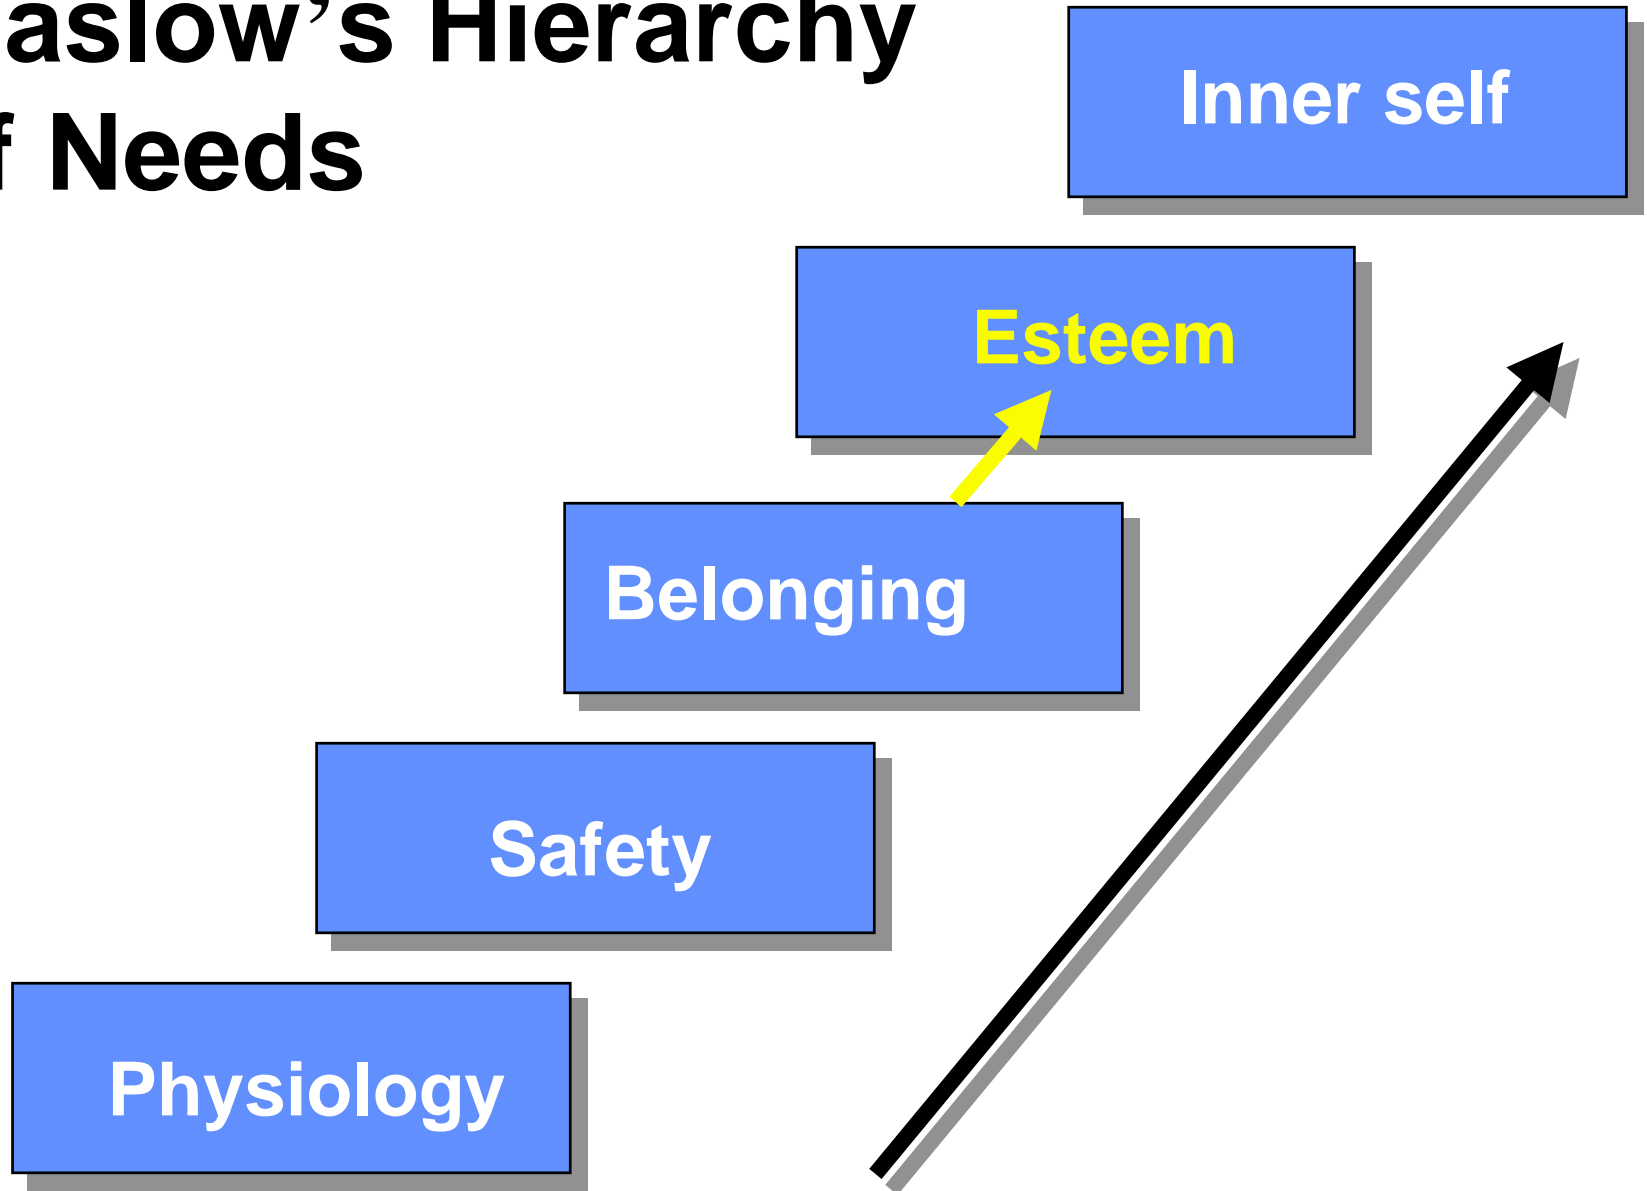 aslow’s Hierarchy
f Needs
Inner self
Esteem
Belonging
Safety
Physiology